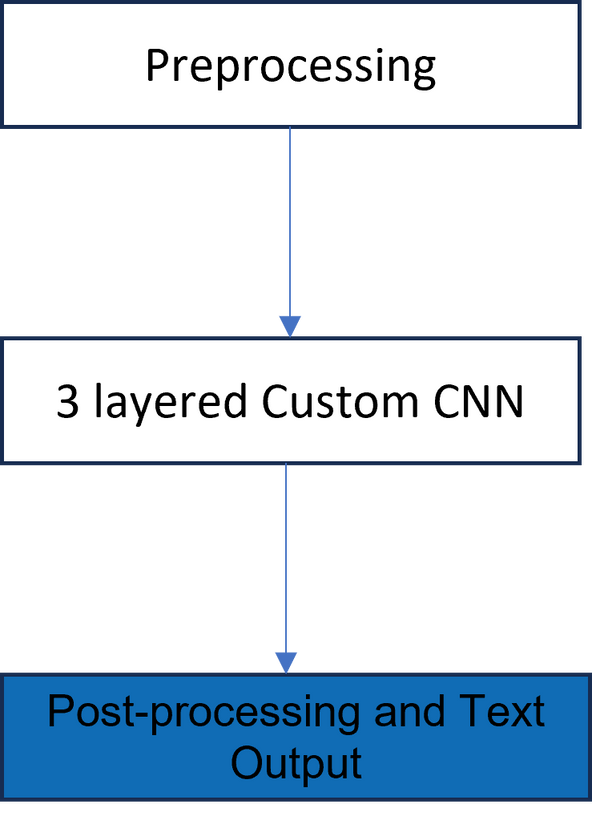 Preprocessing
3 layered Custom CNN
Post-processing and Text
Output